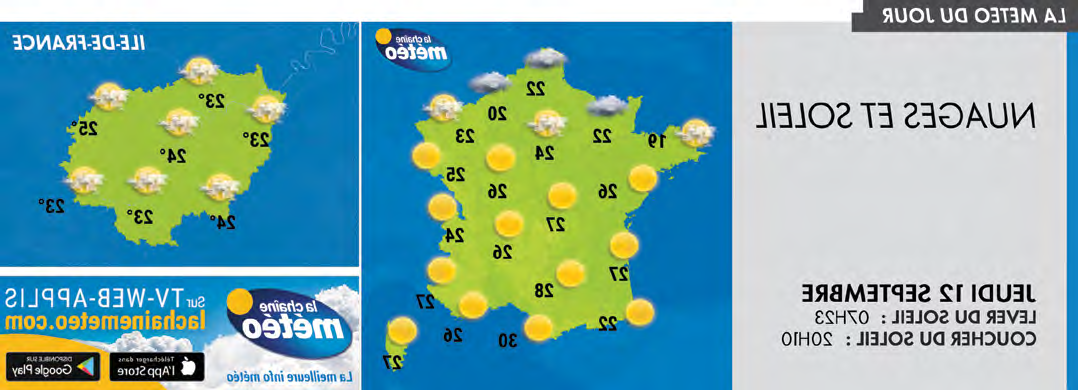 LA METEO DU JOUR
NUAGES ET SOLEIL
JEUDI 12 SEPTEMBRE
LEVER DU SOLEIL : 07H23
COUCHER DU SOLEIL : 20H10
la chaîne
météo
22
20
19 22 23
24
25
26 26
27
24
26
27
28
27
22
30 26
27
ILE-DE-FRANCE
23°
25°
23°
24°
23°
23°
24°
la chaîne
météo
sur TV-WEB-APPLIS
lachainemeteo.com
La meilleure info météo
Télécharger dans
l'App Store
DISPONIBLE SUR
Google Play